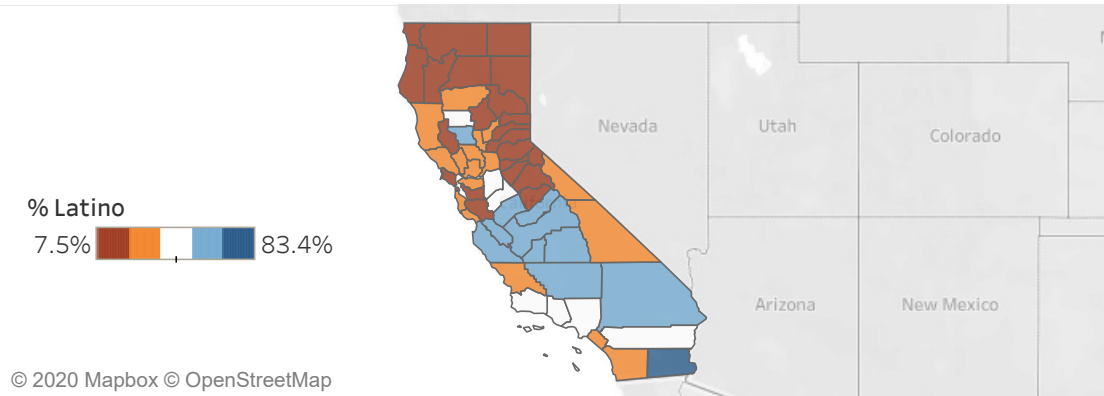 Nevada
Utah
Colorado
% Latino
7.5% 83.4%
Arizona
New Mexico
© 2020 Mapbox © OpenStreetMap